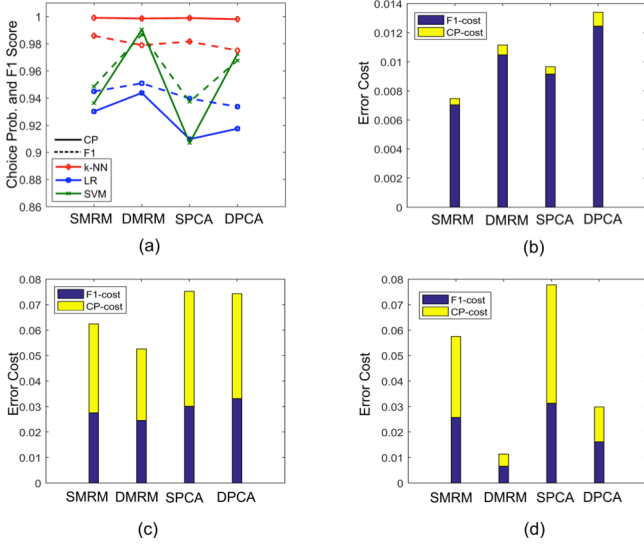 1
0.98
0.96
0.94
0.92
0.9
0.88
0.86
Choice Prob. and F1 Score
CP
F1
k-NN
LR
SVM
SMRM DMRM SPCA DPCA
(a)
0.014
0.012
0.01
0.008
0.006
0.004
0.002
0
Error Cost
F1-cost
CP-cost
SMRM DMRM SPCA DPCA
(b)
0.08
0.07
0.06
0.05
0.04
0.03
0.02
0.01
0
Error Cost
F1-cost
CP-cost
SMRM DMRM SPCA DPCA
(c)
0.08
0.07
0.06
0.05
0.04
0.03
0.02
0.01
0
Error Cost
F1-cost
CP-cost
SMRM DMRM SPCA DPCA
(d)